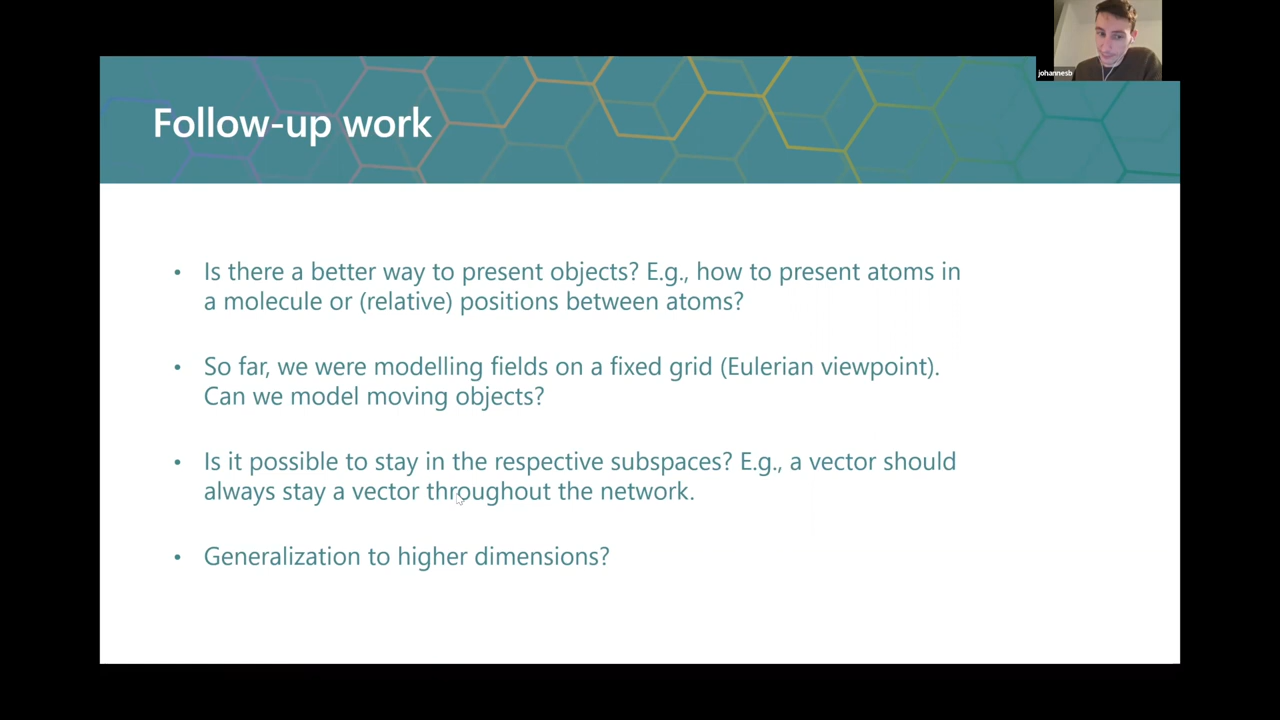 johannesb
Follow-up work
• Is there a better way to present objects? E.g., how to present atoms in
a molecule or (relative) positions between atoms?
• So far, we were modelling fields on a fixed grid (Eulerian viewpoint).
Can we model moving objects?
• Is it possible to stay in the respective subspaces? E.g., a vector should
always stay a vector throughout the network.
• Generalization to higher dimensions?